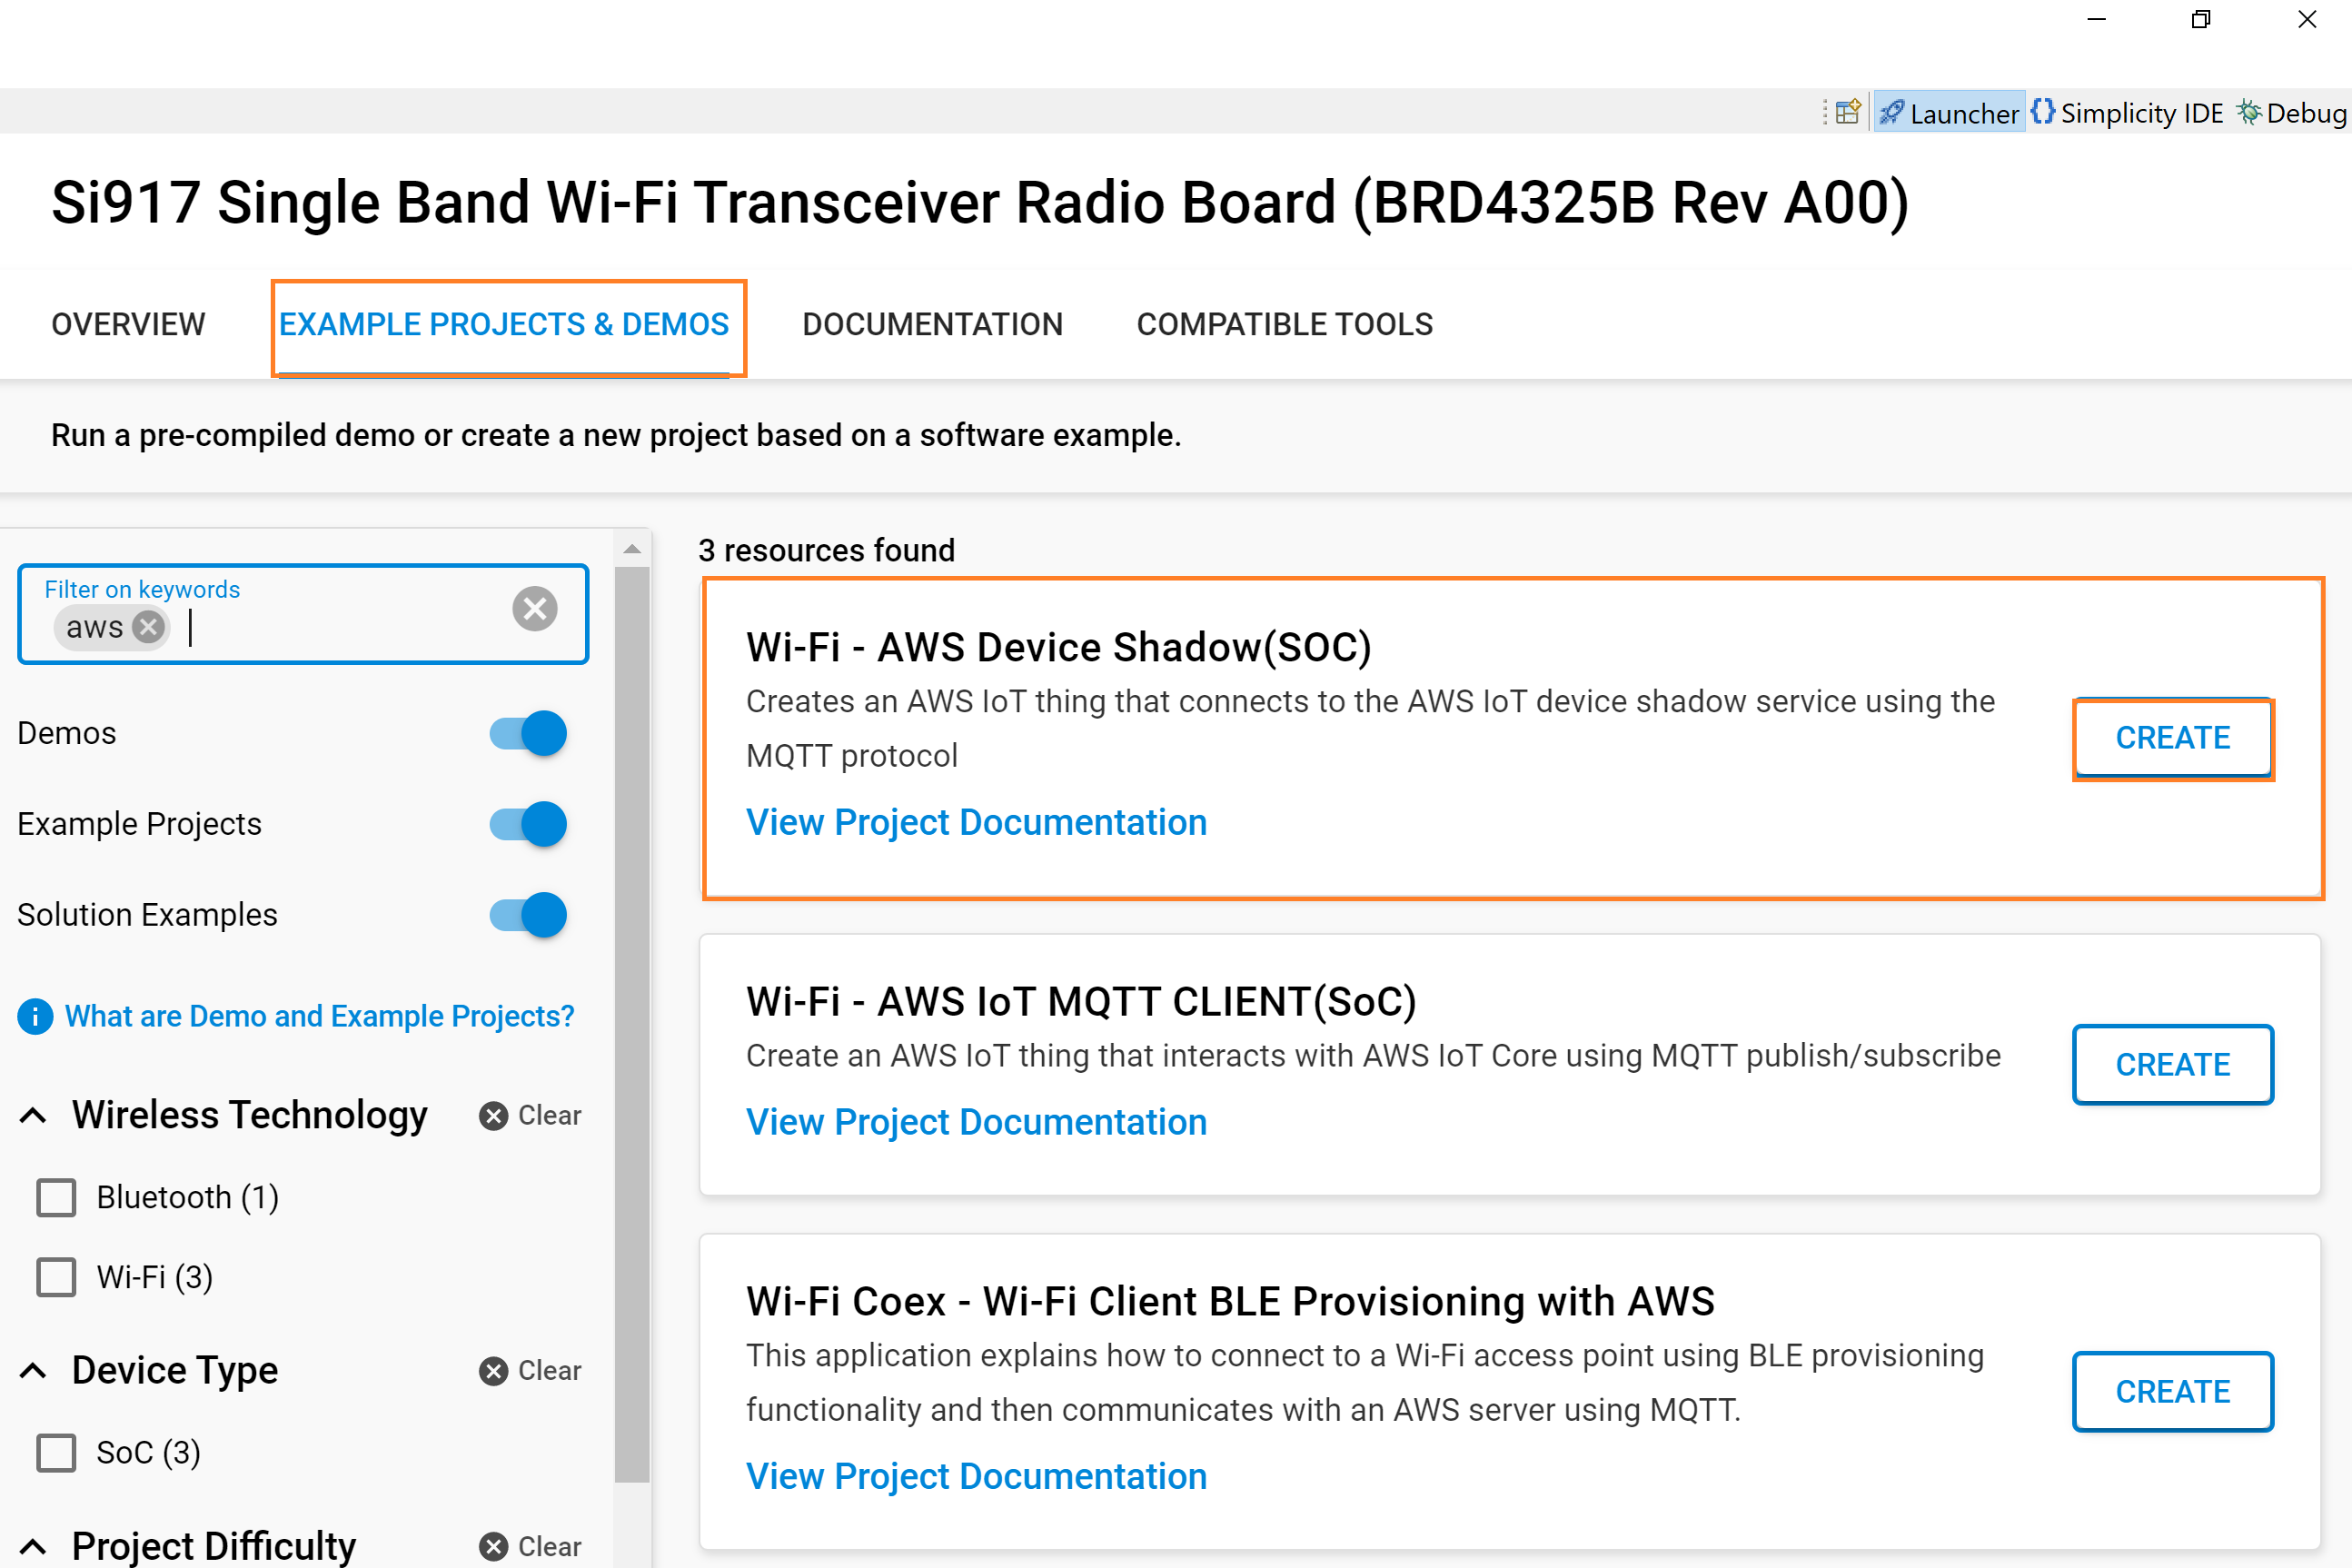 Launcher Simplicity IDE Debug
Si917 Single Band Wi-Fi Transceiver Radio Board (BRD4325B Rev A00)
OVERVIEW EXAMPLE PROJECTS & DEMOS DOCUMENTATION COMPATIBLE TOOLS
Run a pre-compiled demo or create a new project based on a software example.
Filter on keywords
aws
Demos
Example Projects
Solution Examples
What are Demo and Example Projects?
Wireless Technology Clear
Bluetooth (1)
Wi-Fi (3)
Device Type Clear
SoC (3)
Project Difficulty Clear
3 resources found
Wi-Fi - AWS Device Shadow(SOC)
Creates an AWS IoT thing that connects to the AWS IoT device shadow service using the
MQTT protocol
CREATE
View Project Documentation
Wi-Fi - AWS IoT MQTT CLIENT(SoC)
Create an AWS IoT thing that interacts with AWS IoT Core using MQTT publish/subscribe
CREATE
View Project Documentation
Wi-Fi Coex - Wi-Fi Client BLE Provisioning with AWS
This application explains how to connect to a Wi-Fi access point using BLE provisioning
functionality and then communicates with an AWS server using MQTT.
CREATE
View Project Documentation